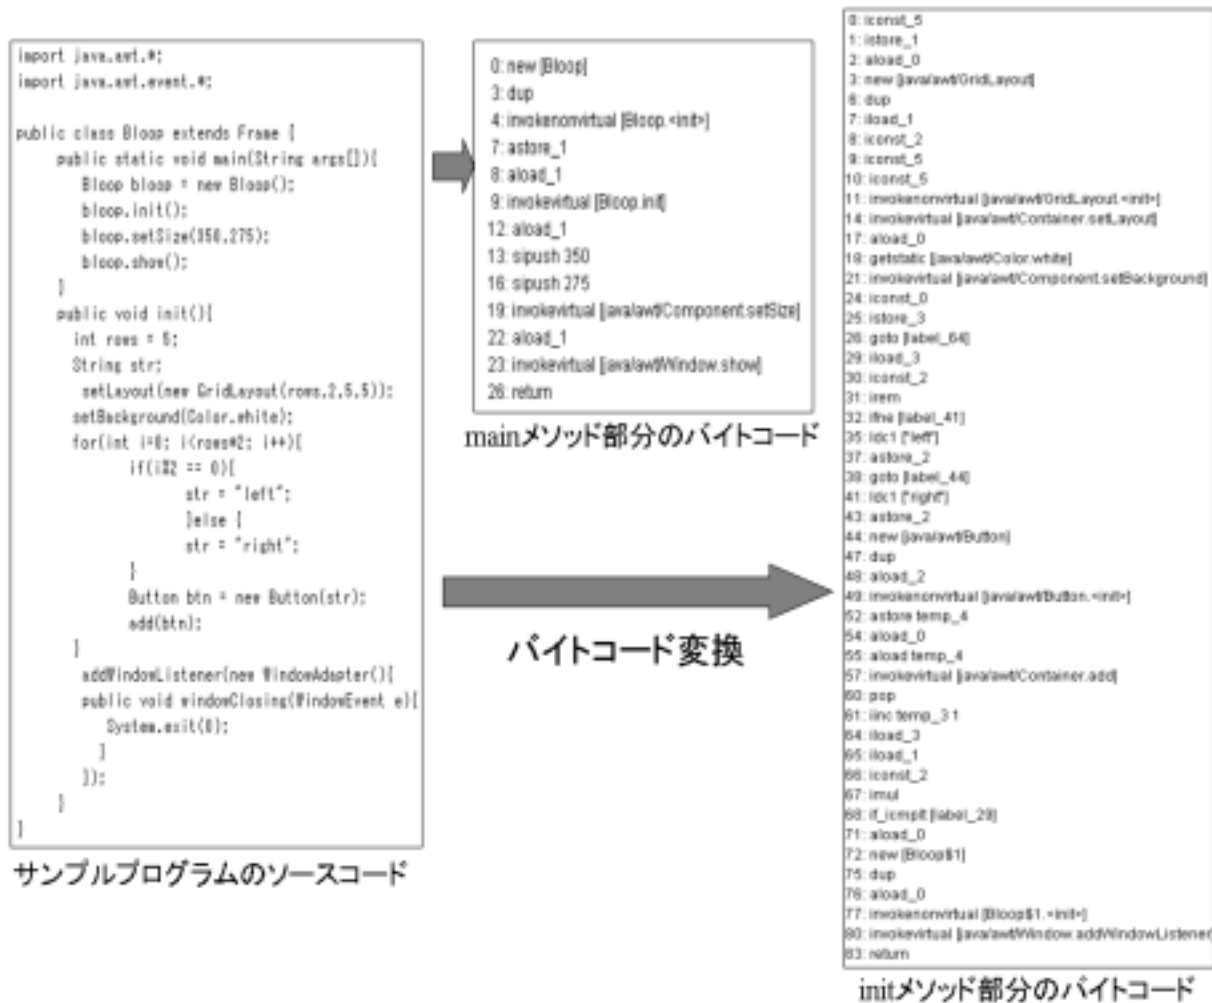 import java.awt.*;
import java.awt.event.*;
public class Bloop extends Frame {
public static void main(String args[]){
Bloop bloop = new Bloop();
bloop.init();
bloop.setSize(350,275);
bloop.show();
}
public void init(){
int rows = 5;
String str;
setLayout(new GridLayout(rows,2,5,5));
setBackground(Color.white);
for(int i=0; i<rows*2; i++){
if(i%2 == 0){
str = "left";
}else {
str = "right";
}
Button btn = new Button(str);
add(btn);
}
addWindowListener(new WindowAdapter(){
public void windowClosing(WindowEvent e){
System.exit(0);
}
});
}
}
サンプルプログラムのソースコード
0: new [Bloop]
3: dup
4: invokenonvirtual [Bloop.<init>]
7: astore_1
8: aload_1
9: invokevirtual [Bloop.init]
12: aload_1
13: sipush 350
16: sipush 275
19: invokevirtual [java/awt/Component.setSize]
22: aload_1
23: invokevirtual [java/awt/Window.show]
26: return
mainメソッド部分のバイトコード
バイトコード変換
0: iconst_5
1: istore_1
2: aload_0
3: new [java/awt/GridLayout]
6: dup
7: iload_1
8: iconst_2
9: iconst_5
10: iconst_5
11: invokenonvirtual [java/awt/GridLayout.<init>]
14: invokevirtual [java/awt/Container.setLayout]
17: aload_0
18: getstatic [java/awt/Color.white]
21: invokevirtual [java/awt/Component.setBackground]
24: iconst_0
25: istore_3
26: goto [label_64]
29: iload_3
30: iconst_2
31: irem
32: ifne [label_41]
35: ldc1 ["left"]
37: astore_2
38: goto [label_44]
41: ldc1 ["right"]
43: astore_2
44: new [java/awt/Button]
47: dup
48: aload_2
49: invokenonvirtual [java/awt/Button.<init>]
52: astore temp_4
54: aload_0
55: aload temp_4
57: invokevirtual [java/awt/Container.add]
60: pop
61: iinc temp_3 1
64: iload_3
65: iload_1
66: iconst_2
67: imul
68: if_icmplt [label_29]
71: aload_0
72: new [Bloop$1]
75: dup
76: aload_0
77: invokenonvirtual [Bloop$1.<init>]
80: invokevirtual [java/awt/Window.addWindowListener
83: return
initメソッド部分のバイトコード